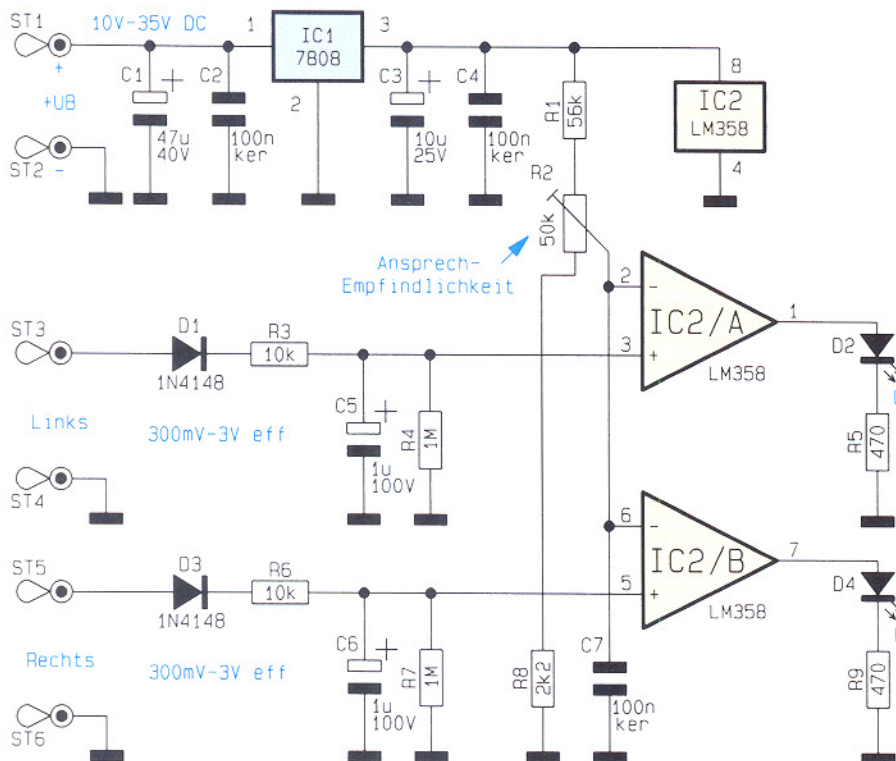 ST1
10V-35V DC
1
IC1
7808
3
2
+
+UB
ST2 -
C1
+
47u
40V
C2
100n
ker
C3
+
10u
25V
C4
100n
ker
R1
56k
R2
50k
8
IC2
LM358
4
Ansprech-
Empfindlichkeit
ST3
D1
1N4148
R3
10k
Links
300mV-3V eff
ST4
C5
+
1u
100V
R4
1M
2
-
3
+
IC2/A
LM358
1
D2
R5
470
ST5
D3
1N4148
R6
10k
Rechts
300mV-3V eff
ST6
C6
+
1u
100V
R7
1M
R8
2k2
C7
100n
ker
6
-
5
+
IC2/B
LM358
7
D4
R9
470